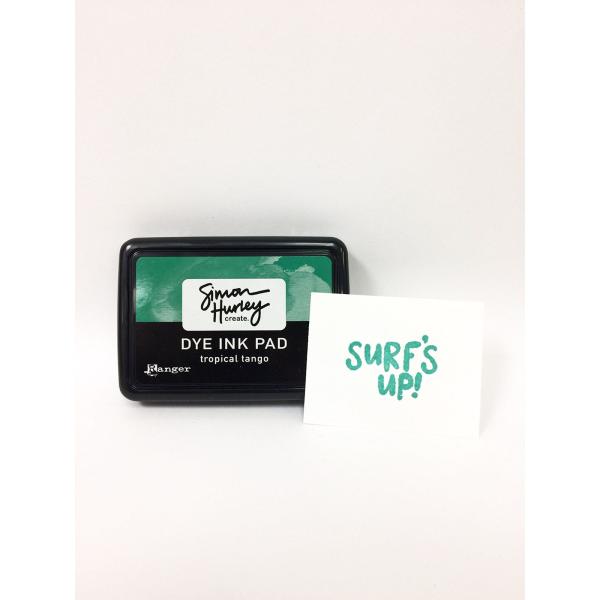 Simon
Hurley
create.
DYE INK PAD
tropical tango
Ranger
SURF'S
UP!